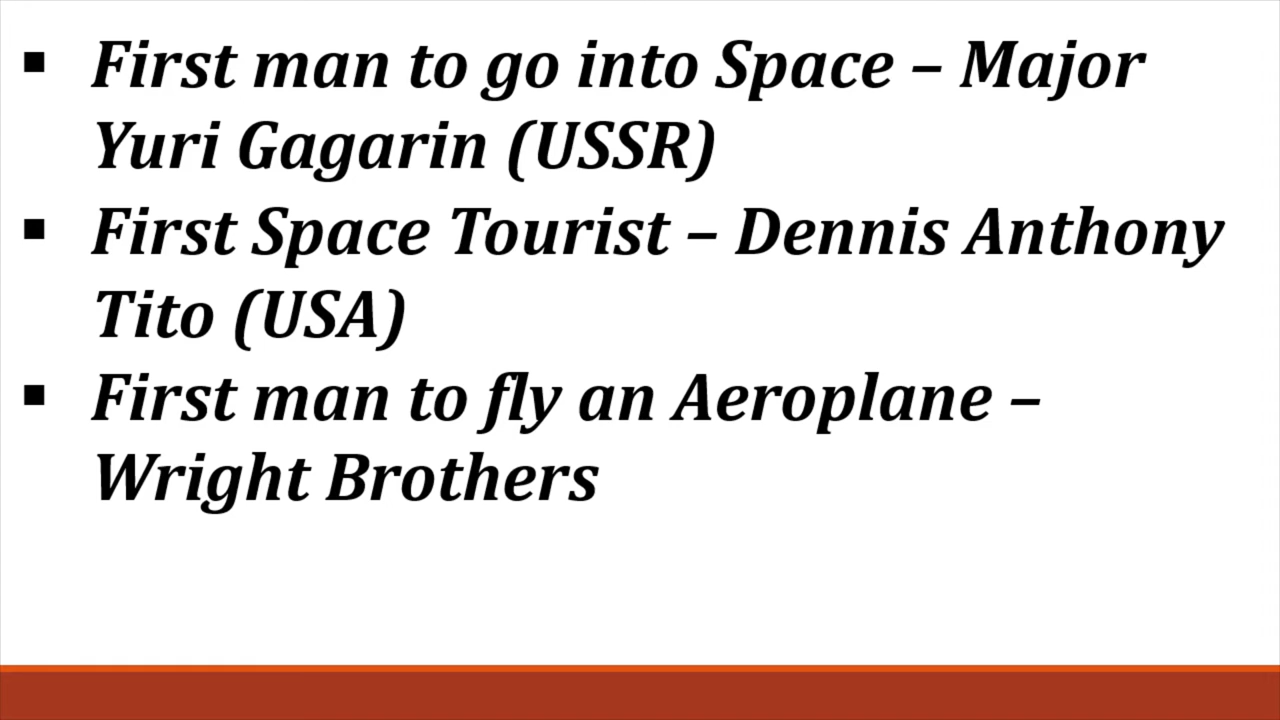 ▪ First man to go into Space – Major
Yuri Gagarin (USSR)
▪ First Space Tourist – Dennis Anthony
Tito (USA)
▪ First man to fly an Aeroplane –
Wright Brothers